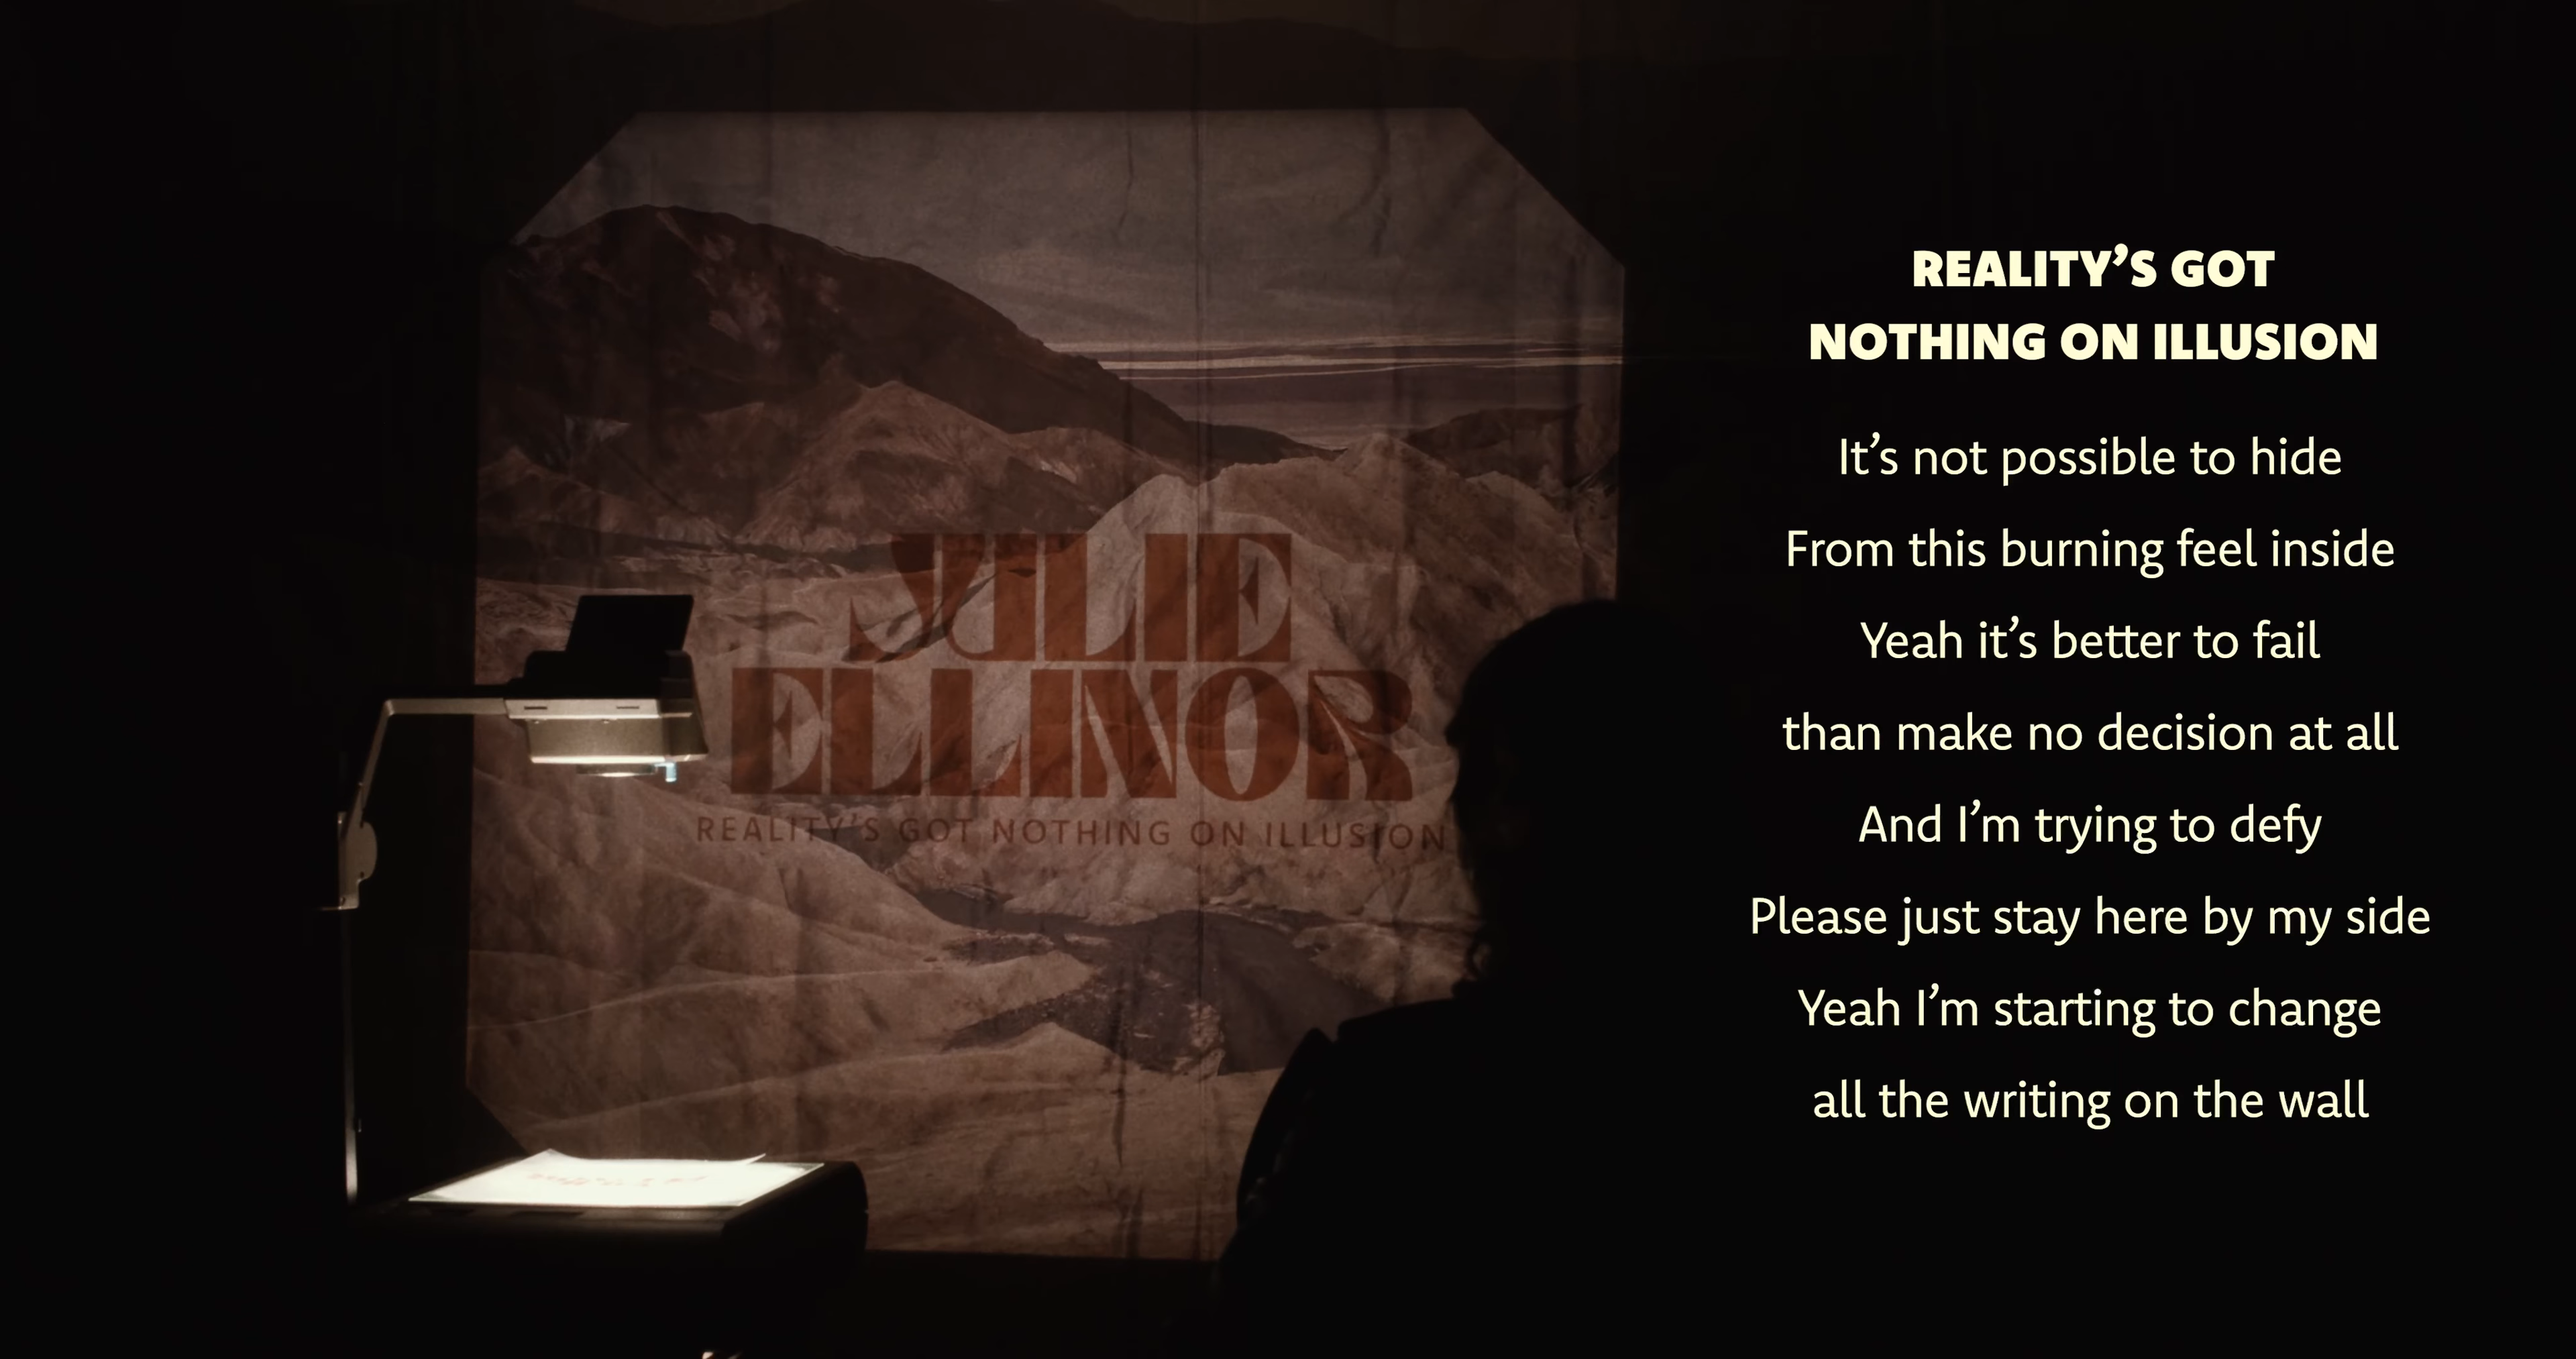 JULIE
ELLINOR
REALITY'S GOT NOTHING ON ILLUSION
REALITY’S GOT
NOTHING ON ILLUSION
It’s not possible to hide
From this burning feel inside
Yeah it’s better to fail
than make no decision at all
And I’m trying to defy
Please just stay here by my side
Yeah I’m starting to change
all the writing on the wall